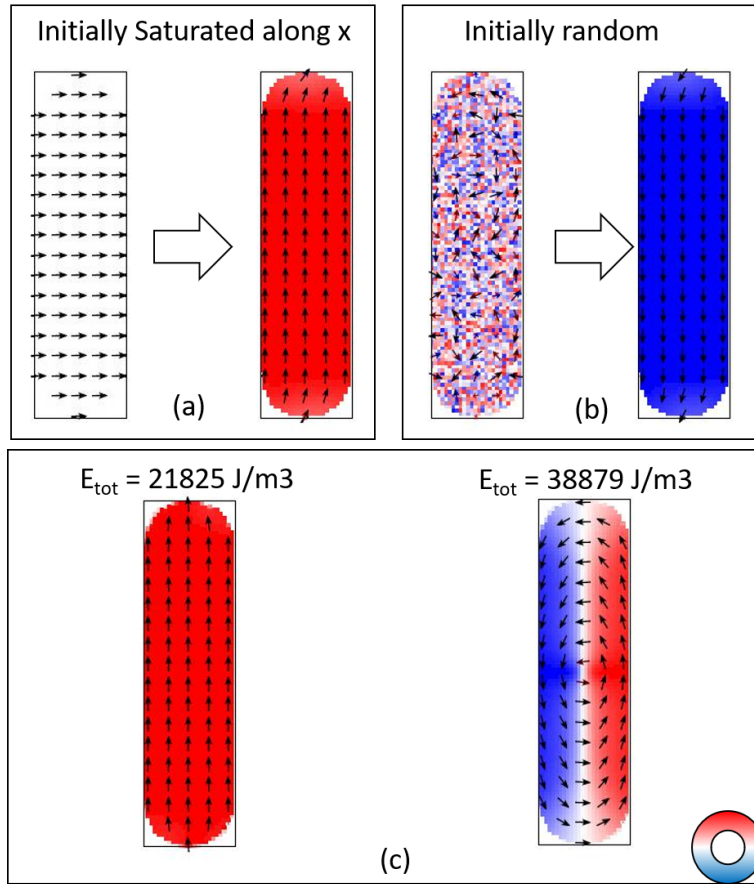 Initially Saturated along x
(a)
Initially random
(b)
E_tot = 21825 J/m3
E_tot = 38879 J/m3
(c)